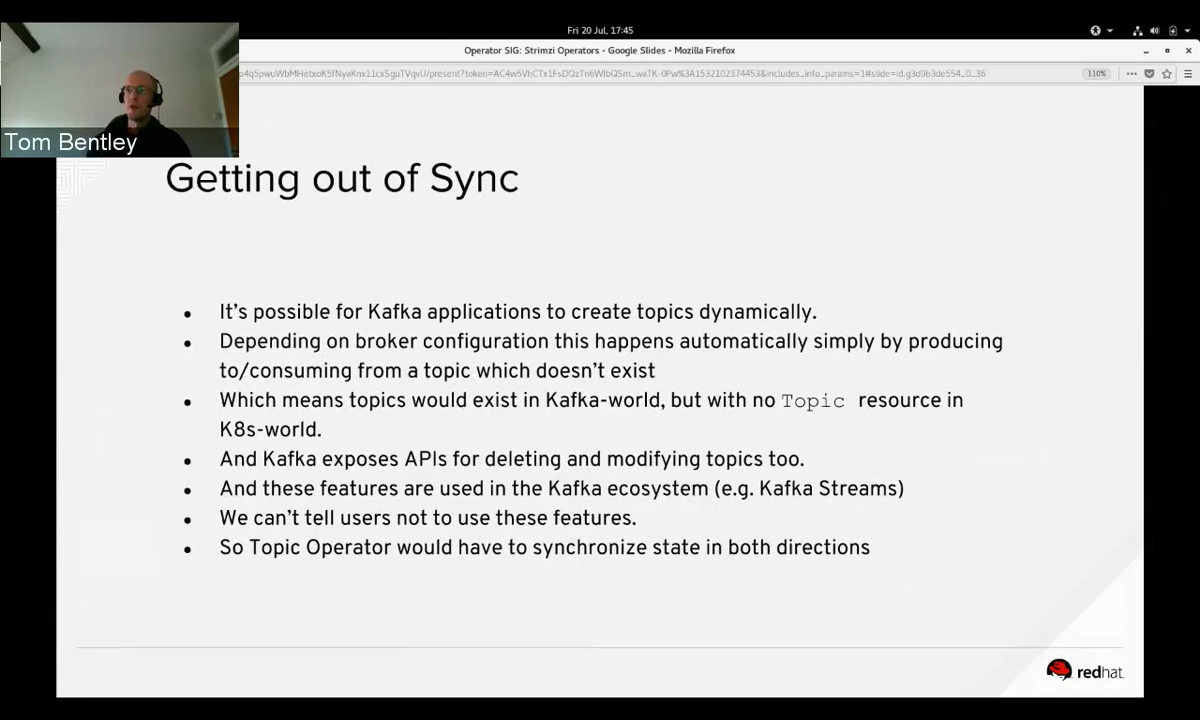 Fri 20 Jul, 17:45
Operator SIG: Strimzi Operators - Google Slides - Mozilla Firefox
110%
Tom Bentley
Getting out of Sync
It's possible for Kafka applications to create topics dynamically.
Depending on broker configuration this happens automatically simply by producing
to/consuming from a topic which doesn't exist
Which means topics would exist in Kafka-world, but with no Topic resource in
K8s-world.
And Kafka exposes APIs for deleting and modifying topics too.
And these features are used in the Kafka ecosystem (e.g. Kafka Streams)
We can't tell users not to use these features.
So Topic Operator would have to synchronize state in both directions
redhat.